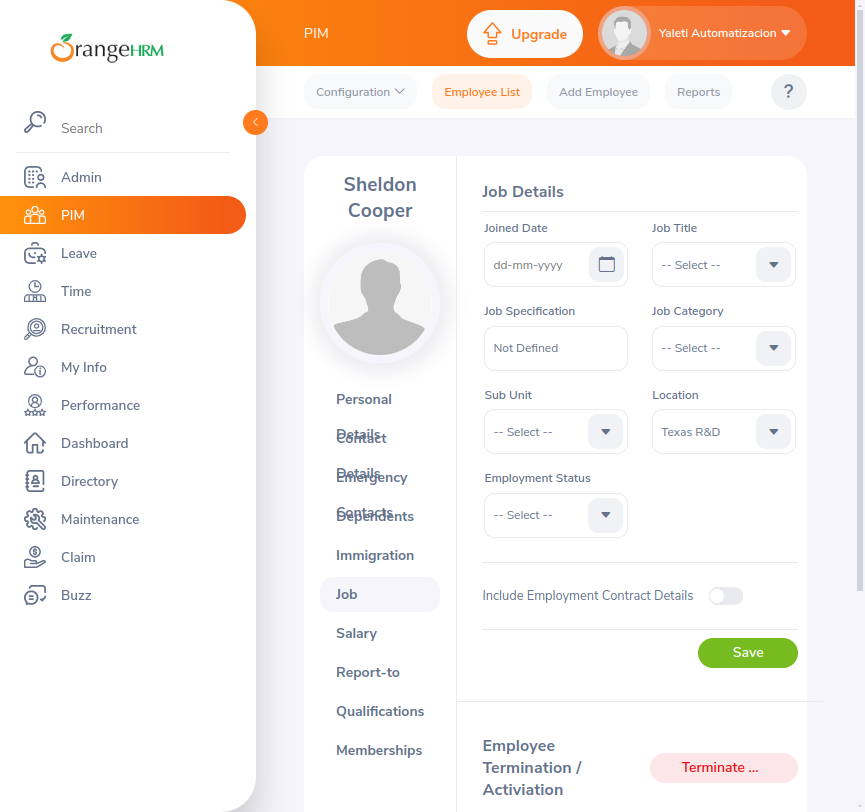 OrangeHRM
PIM
Upgrade
Yaleti Automatizacion
Configuration
Employee List
Add Employee
Reports
?
Search
Admin
PIM
Leave
Time
Recruitment
My Info
Performance
Dashboard
Directory
Maintenance
Claim
Buzz
Sheldon
Cooper
Personal
Details
Contact
Details
Emergency
Contacts
Dependents
Immigration
Job
Salary
Report-to
Qualifications
Memberships
Job Details
Joined Date
Job Title
dd-mm-yyyy
-- Select --
Job Specification
Job Category
Not Defined
-- Select --
Sub Unit
Location
-- Select --
Texas R&D
Employment Status
-- Select --
Include Employment Contract Details
Save
Employee
Termination /
Activiation
Terminate ...